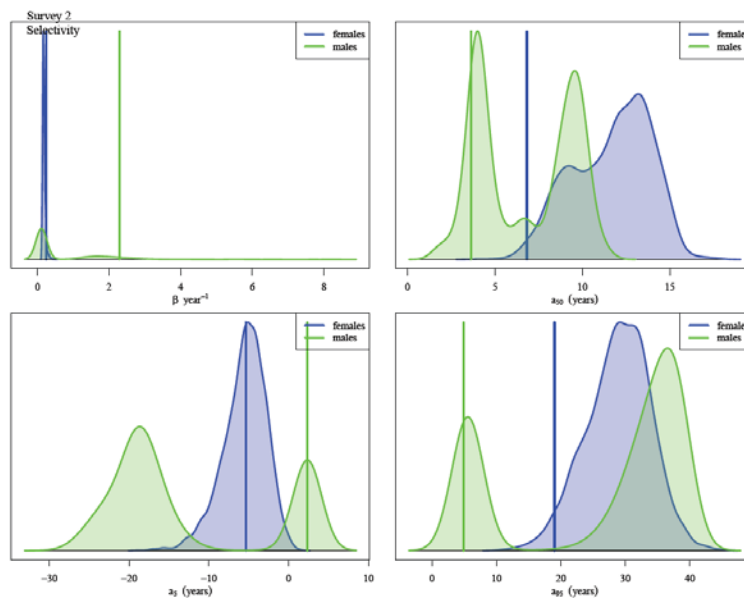 Survey 2
Selectivity
females
males
0 2 4 6 8
β year⁻¹
females
males
0 5 10 15
a₅₀ (years)
females
males
−30 −20 −10 0 10
a₅ (years)
females
males
0 10 20 30 40
a₉₅ (years)